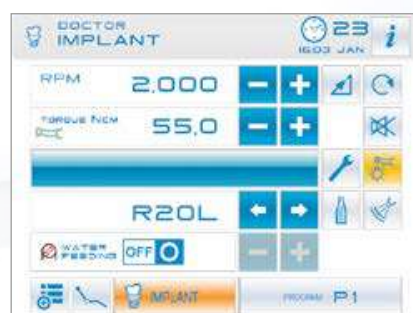 DOCTOR
IMPLANT
23
16:03 JAN
i
RPM 2.000
TORQUE NCM 55,0
R20L
WATER FEEDING OFF
IMPLANT
PROGRAM P1